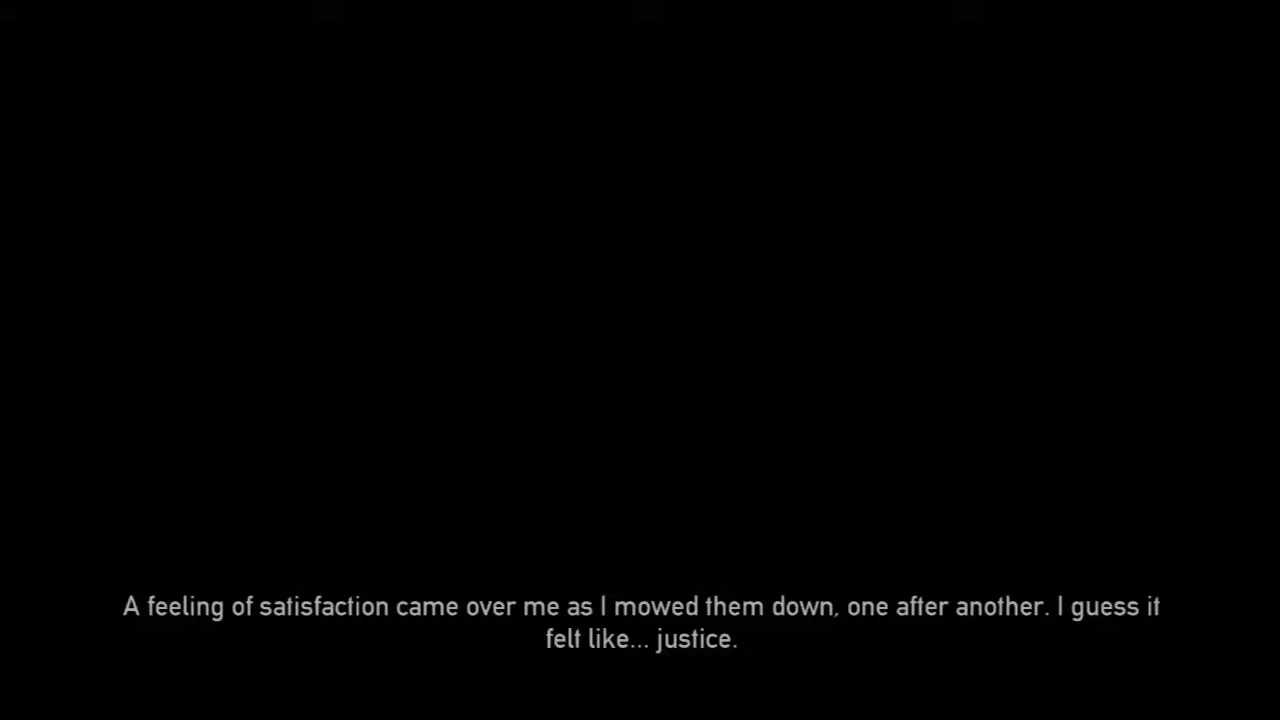 A feeling of satisfaction came over me as I mowed them down, one after another. I guess it
felt like... justice.